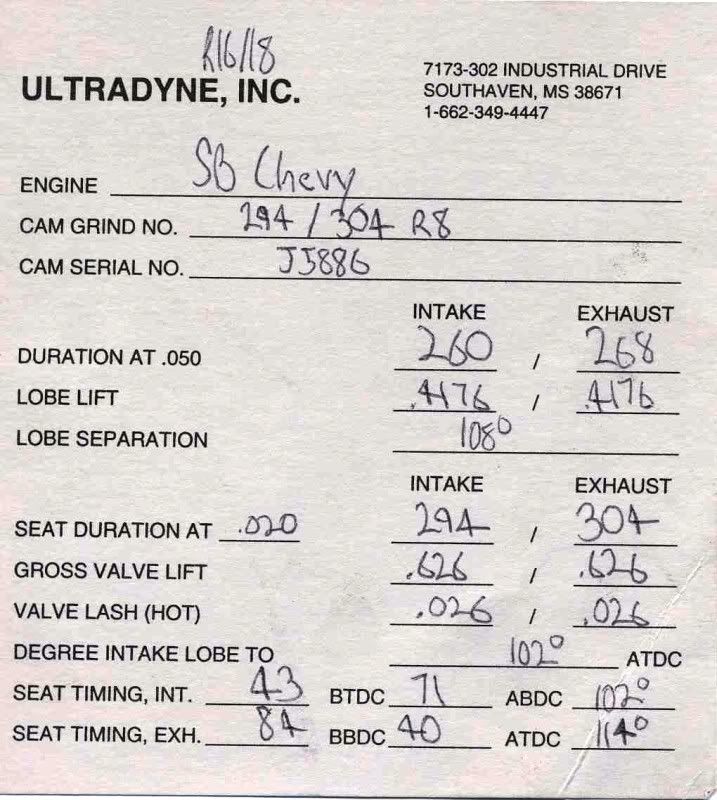 R16/18
ULTRADYNE, INC.
7173-302 INDUSTRIAL DRIVE
SOUTHAVEN, MS 38671
1-662-349-4447
ENGINE SB Chevy
CAM GRIND NO. 294 / 304 R8
CAM SERIAL NO. J5886
INTAKE EXHAUST
DURATION AT .050 260 / 268
LOBE LIFT .4176 / .4176
LOBE SEPARATION 108°
INTAKE EXHAUST
SEAT DURATION AT .020 294 / 304
GROSS VALVE LIFT .626 / .626
VALVE LASH (HOT) .026 / .026
DEGREE INTAKE LOBE TO 102° ATDC
SEAT TIMING, INT. 43 BTDC 71 ABDC 102°
SEAT TIMING, EXH. 84 BBDC 40 ATDC 114°